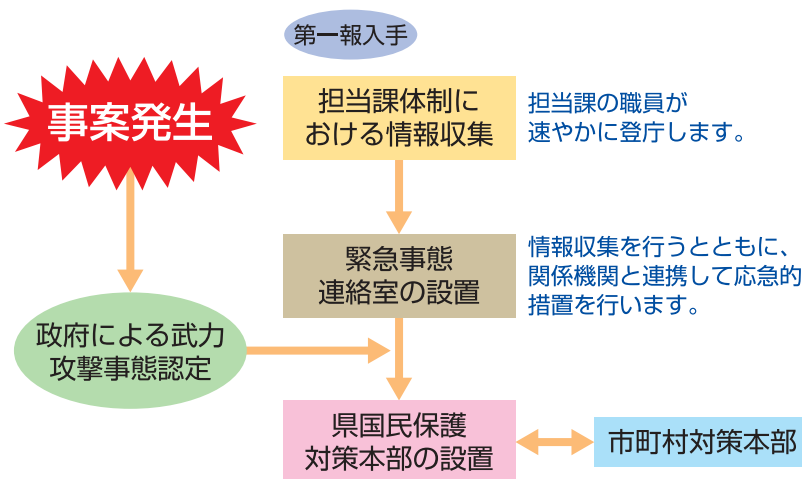 第一報入手
事案発生
担当課体制に
おける情報収集
担当課の職員が
速やかに登庁します。
緊急事態
連絡室の設置
情報収集を行うとともに、
関係機関と連携して応急的
措置を行います。
政府による武力
攻撃事態認定
県国民保護
対策本部の設置
市町村対策本部